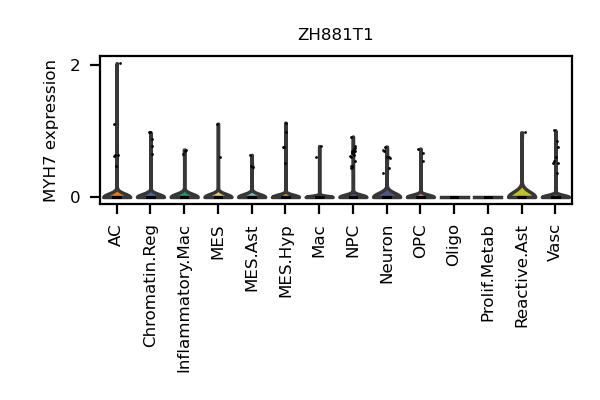 ZH881T1
MYH7 expression
2
0
AC
Chromatin.Reg
Inflammatory.Mac
MES
MES.Ast
MES.Hyp
Mac
NPC
Neuron
OPC
Oligo
Prolif.Metab
Reactive.Ast
Vasc